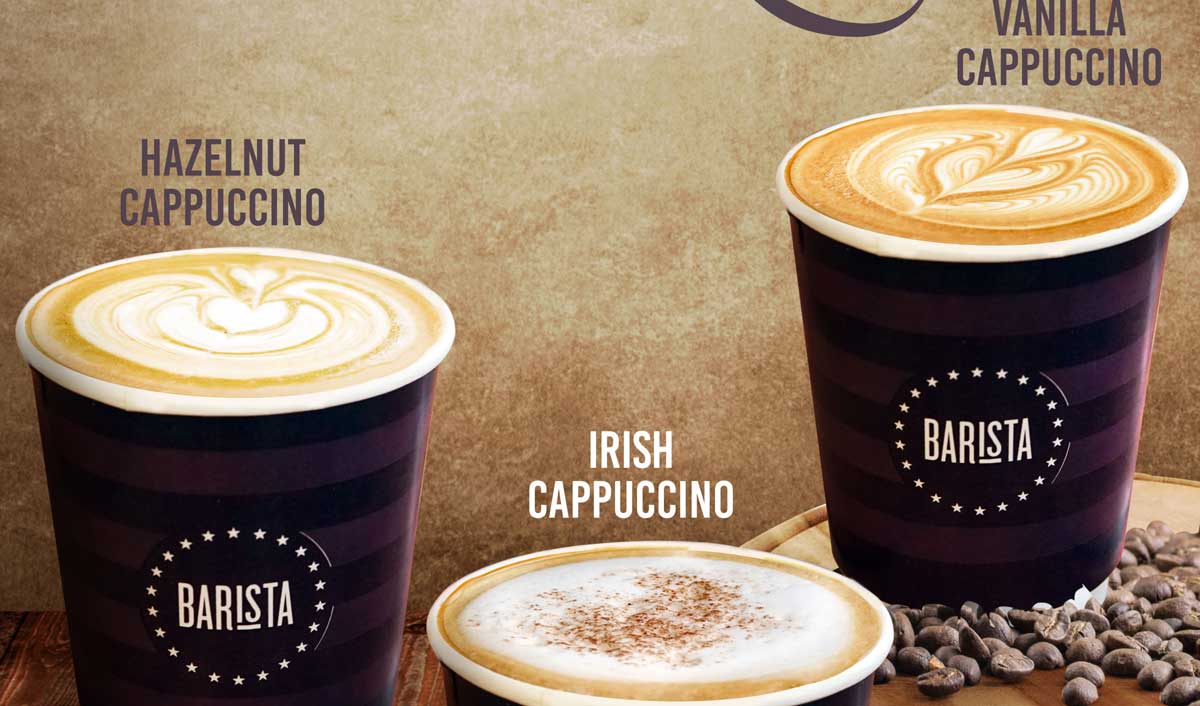 VANILLA
CAPPUCCINO
HAZELNUT
CAPPUCCINO
IRISH
CAPPUCCINO
BARISTA
BARISTA